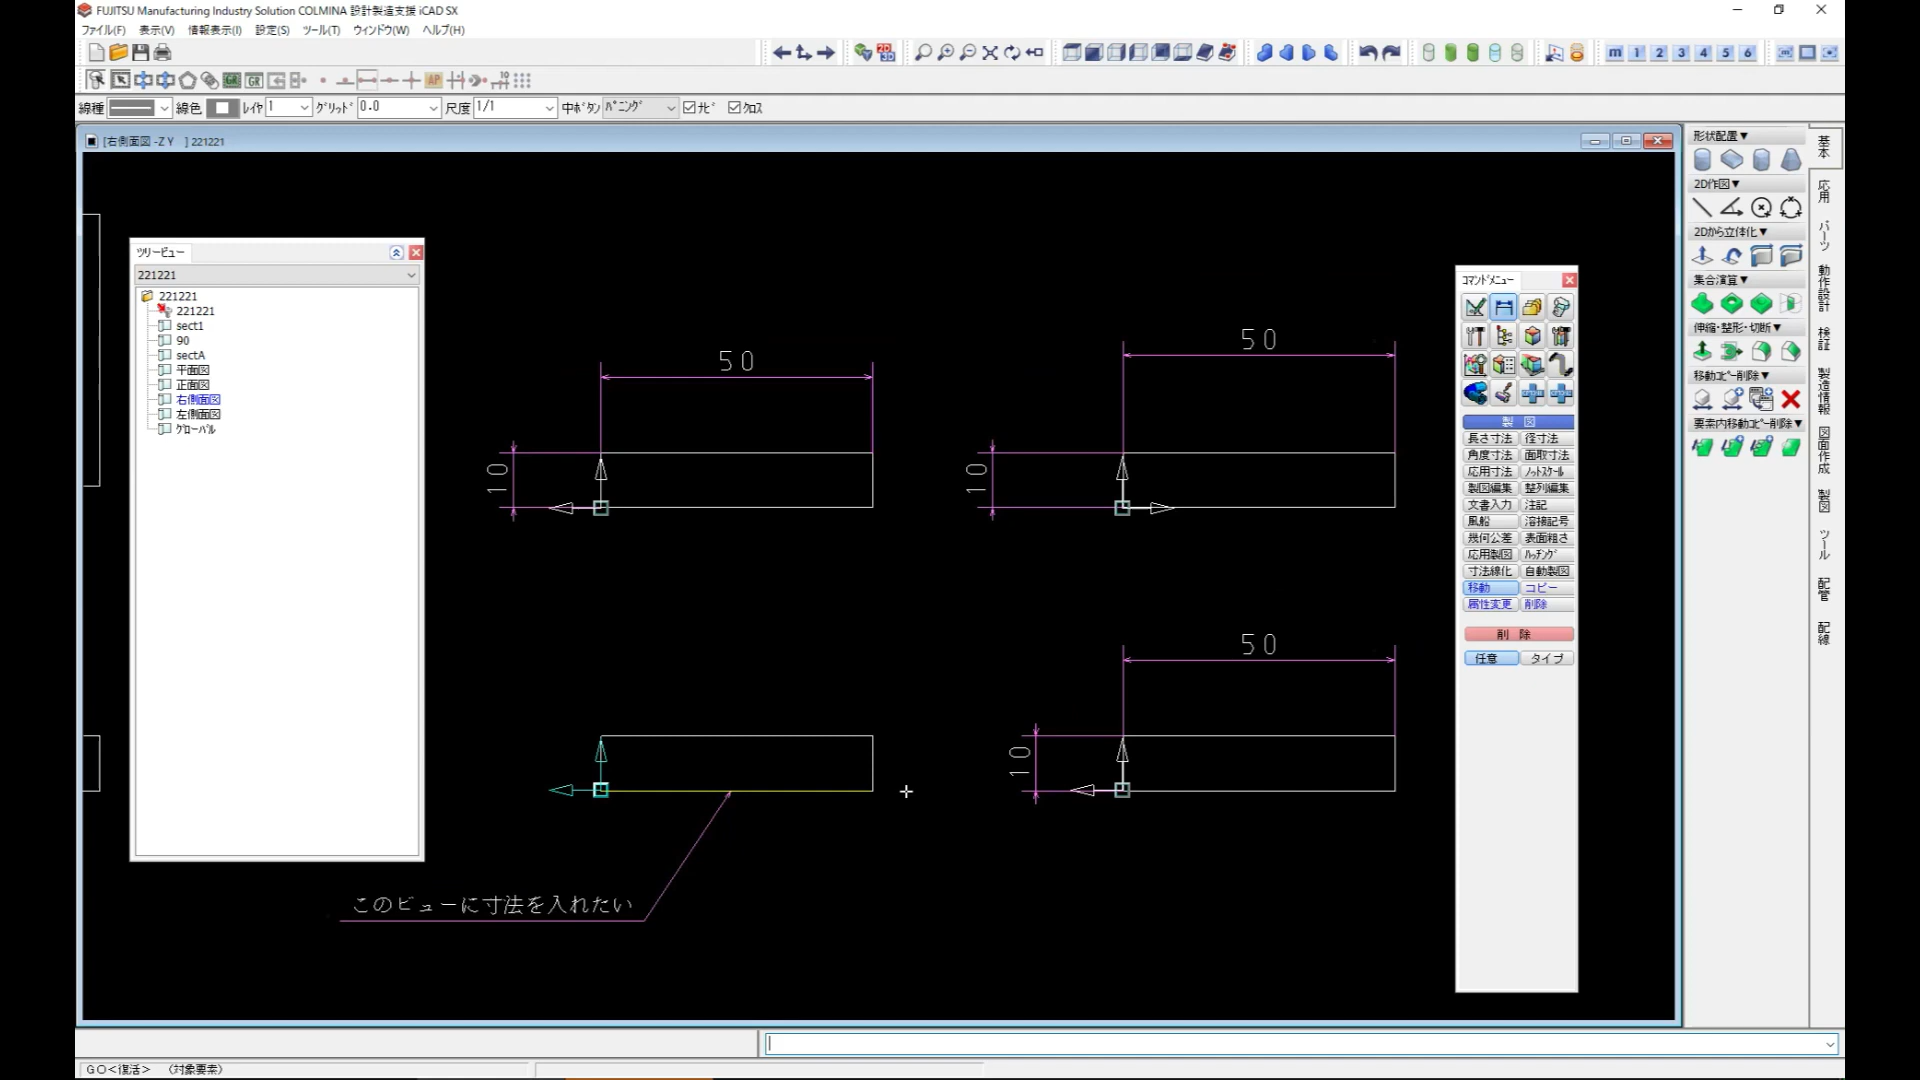 FUJITSU Manufacturing Industry Solution COLMINA 設計製造支援 iCAD SX
ファイル(F) 表示(V) 情報表示(I) 設定(S) ツール(T) ウィンドウ(W) ヘルプ(H)
m 1 2 3 4 5 6
線種 線色 ﾚｲﾔ 1 ｸﾞﾘｯﾄﾞ 0.0 尺度 1/1 中ﾎﾞﾀﾝ ﾊﾟﾆﾝｸﾞ ﾅﾋﾞ ｸﾛｽ
[右側面図 -Z Y ] 221221
ツリービュー
221221
221221
221221
sect1
90
sectA
平面図
正面図
右側面図
左側面図
ｸﾞﾛｰﾊﾞﾙ
50
10
50
10
50
10
このビューに寸法を入れたい
ｺﾏﾝﾄﾞﾒﾆｭｰ
製 図
長さ寸法 径寸法
角度寸法 面取寸法
応用寸法 ﾉｯﾄｽｹｰﾙ
製図編集 整列編集
文書入力 注記
風船 溶接記号
幾何公差 表面粗さ
応用製図 ﾊｯﾁﾝｸﾞ
寸法線化 自動製図
移動 コピー
属性変更 削除
削 除
任意 タイプ
形状配置▼
2D作図▼
2Dから立体化▼
集合演算▼
伸縮・整形・切断▼
移動ｺﾋﾟｰ削除▼
要素内移動ｺﾋﾟｰ削除▼
基本
応用
パーツ
動作設計
検証
製造情報
図面作成
製図
ツール
配管
配線
GO<復活> (対象要素)